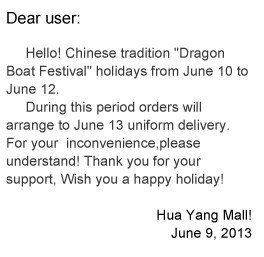 Dear user:
Hello! Chinese tradition "Dragon
Boat Festival" holidays from June 10 to
June 12.
During this period orders will
arrange to June 13 uniform delivery.
For your  inconvenience,please
understand! Thank you for your
support, Wish you a happy holiday!
Hua Yang Mall!
June 9, 2013